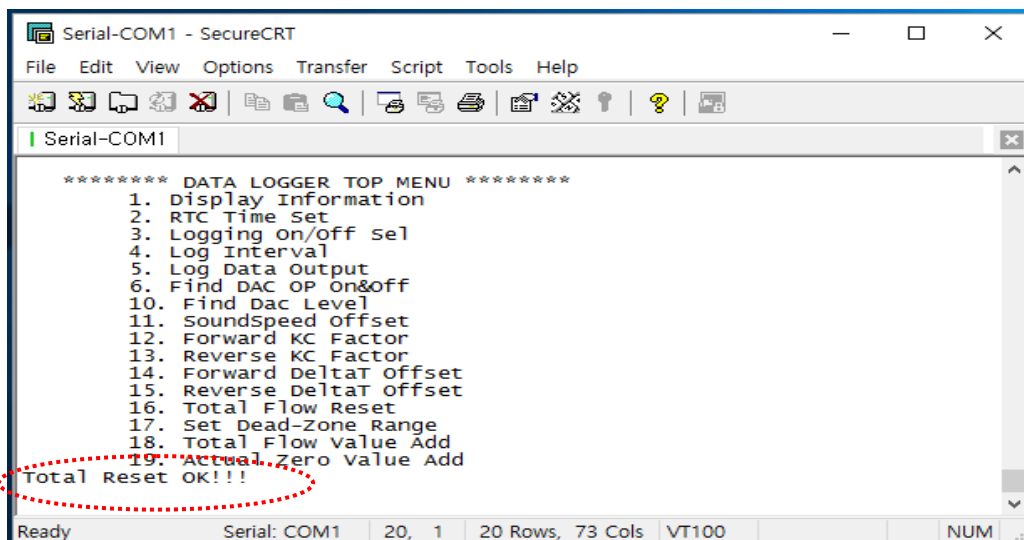 Serial-COM1 - SecureCRT
File Edit View Options Transfer Script Tools Help
Serial-COM1
******** DATA LOGGER TOP MENU ********
1. Display Information
2. RTC Time Set
3. Logging On/Off Sel
4. Log Interval
5. Log Data Output
6. Find DAC OP On&Off
10. Find Dac Level
11. SoundSpeed Offset
12. Forward KC Factor
13. Reverse KC Factor
14. Forward DeltaT Offset
15. Reverse DeltaT Offset
16. Total Flow Reset
17. Set Dead-Zone Range
18. Total Flow Value Add
19. Actual Zero Value Add
Total Reset OK!!!
Ready Serial: COM1 20, 1 20 Rows, 73 Cols VT100 NUM